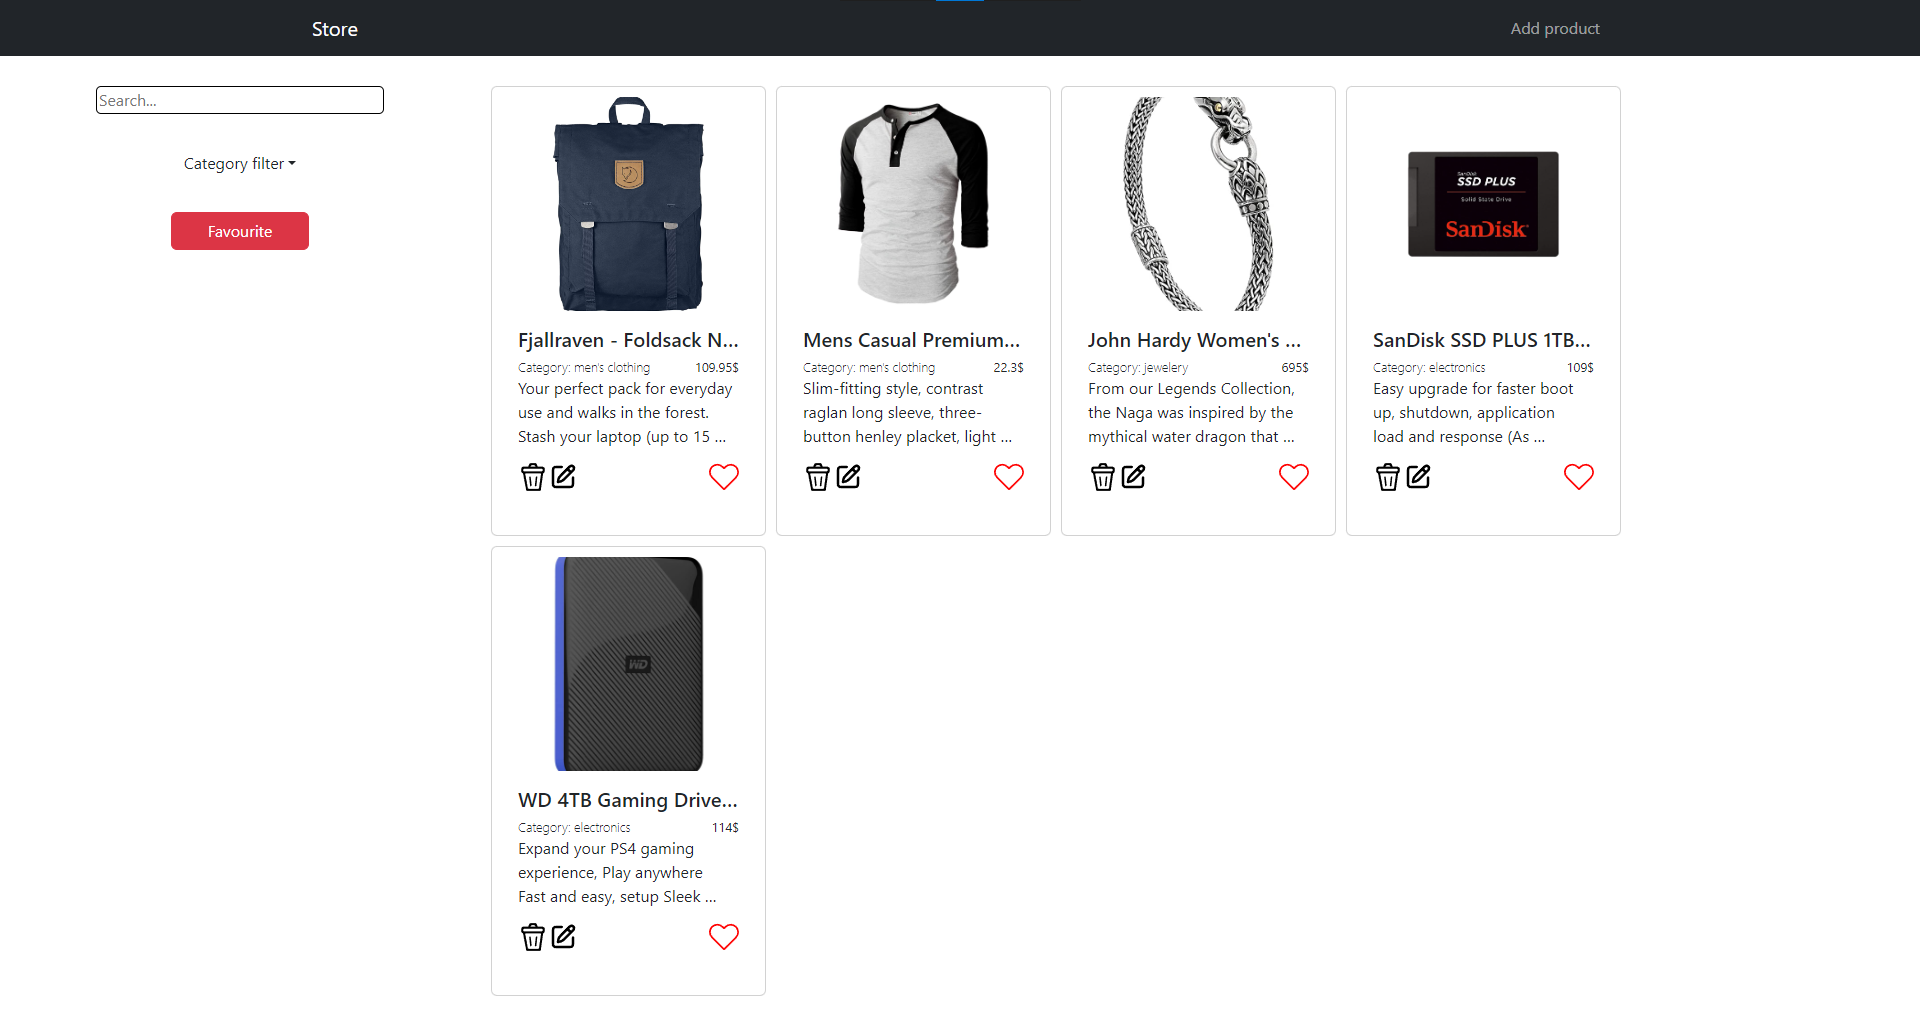 Store
Add product
Search...
Category filter
Favourite
SanDisk
SSD PLUS
Solid State Drive
SanDisk
Fjallraven - Foldsack N...
Category: men's clothing 109.95$
Your perfect pack for everyday
use and walks in the forest.
Stash your laptop (up to 15 ...
Mens Casual Premium...
Category: men's clothing 22.3$
Slim-fitting style, contrast
raglan long sleeve, three-
button henley placket, light ...
John Hardy Women's ...
Category: jewelery 695$
From our Legends Collection,
the Naga was inspired by the
mythical water dragon that ...
SanDisk SSD PLUS 1TB...
Category: electronics 109$
Easy upgrade for faster boot
up, shutdown, application
load and response (As ...
WD
WD 4TB Gaming Drive...
Category: electronics 114$
Expand your PS4 gaming
experience, Play anywhere
Fast and easy, setup Sleek ...